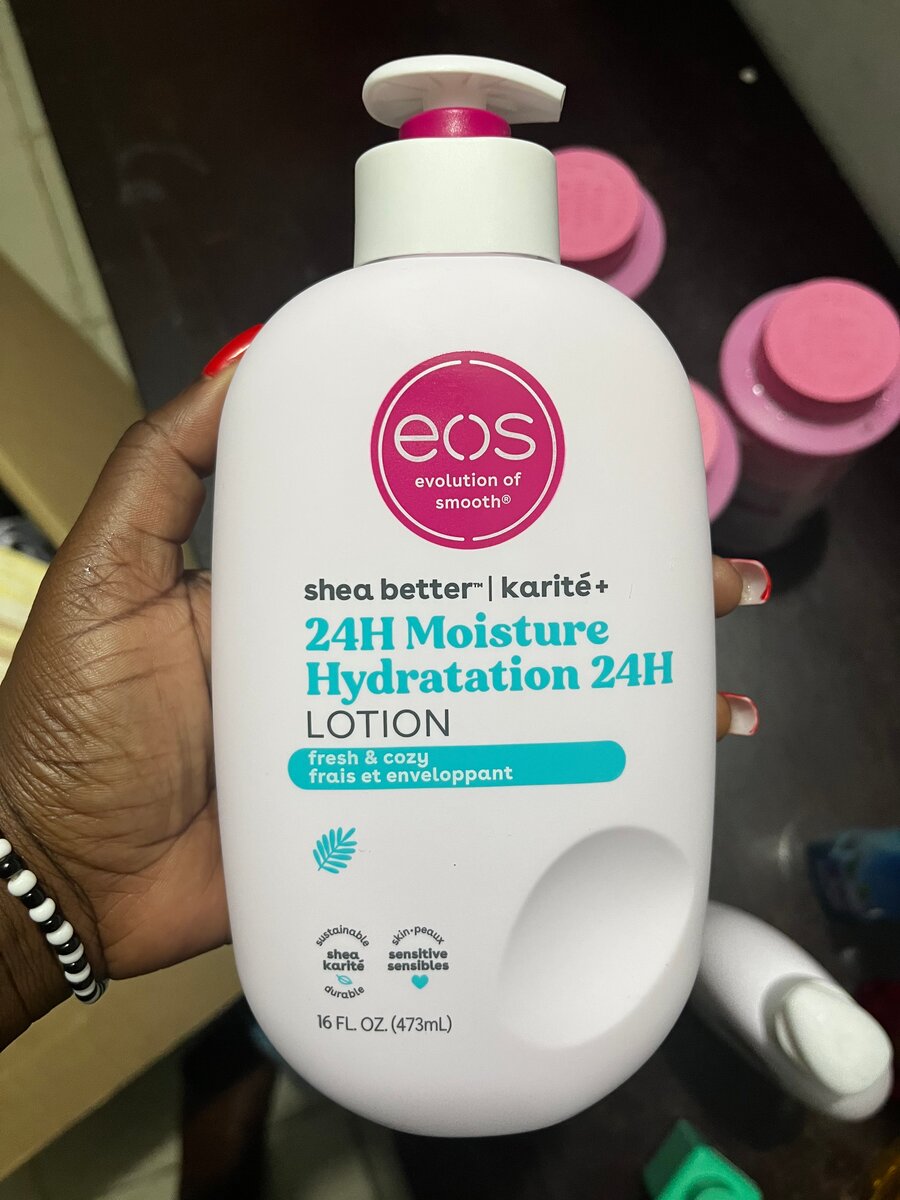 eos
evolution of
smooth®
shea better™ | karité+
24H Moisture
Hydratation 24H
LOTION
fresh & cozy
frais et enveloppant
sustainable
shea
karité
durable
skin•peaux
sensitive
sensibles
16 FL. OZ. (473mL)